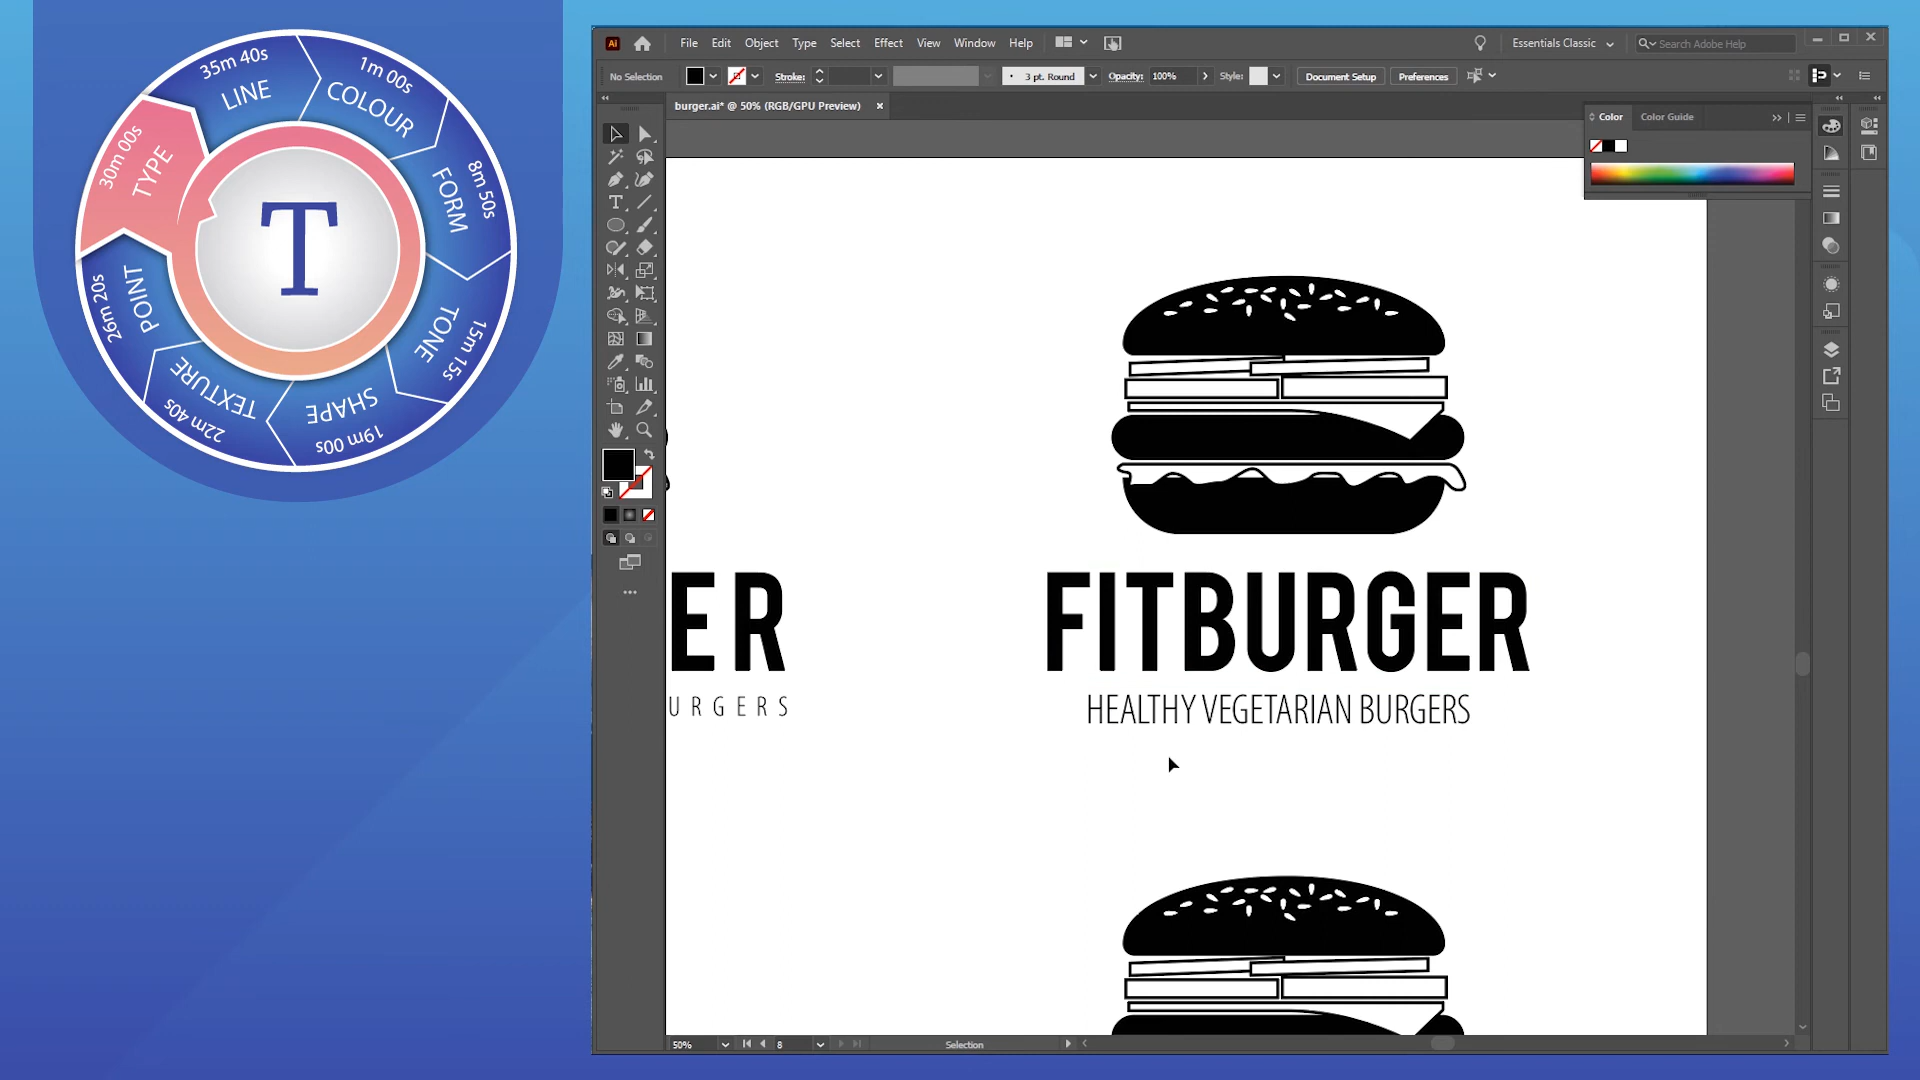 35m 40s
LINE
1m 00s
COLOUR
8m 50s
FORM
15m 15s
TONE
19m 00s
SHAPE
22m 40s
TEXTURE
26m 20s
POINT
30m 00s
TYPE
T
Ai File Edit Object Type Select Effect View Window Help Essentials Classic Search Adobe Help
No Selection Stroke: 3 pt. Round Opacity: 100% Style: Document Setup Preferences
burger.ai* @ 50% (RGB/GPU Preview)
Color Color Guide
ER
URGERS
FITBURGER
HEALTHY VEGETARIAN BURGERS
50% 8 Selection